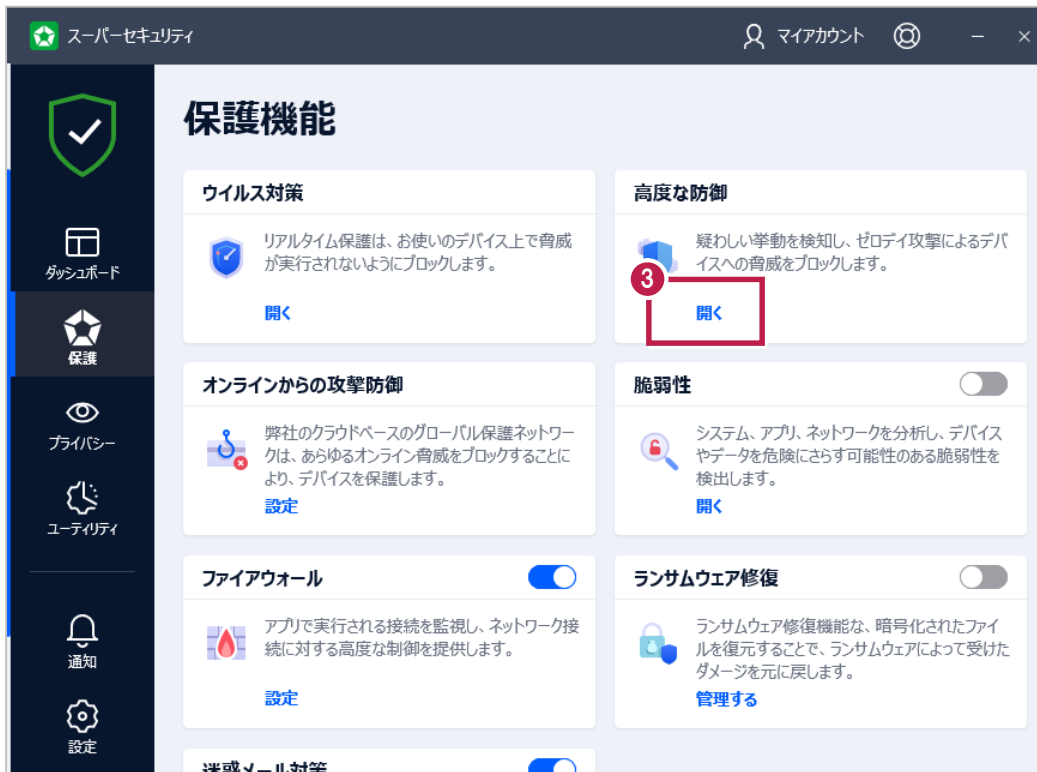 スーパーセキュリティ
マイアカウント
保護機能
ダッシュボード
保護
プライバシー
ユーティリティ
通知
設定
ウイルス対策
リアルタイム保護は、お使いのデバイス上で脅威
が実行されないようにブロックします。
開く
高度な防御
疑わしい挙動を検知し、ゼロデイ攻撃によるデバ
イスへの脅威をブロックします。
3
開く
オンラインからの攻撃防御
弊社のクラウドベースのグローバル保護ネットワー
クは、あらゆるオンライン脅威をブロックすることに
より、デバイスを保護します。
設定
脆弱性
システム、アプリ、ネットワークを分析し、デバイス
やデータを危険にさらす可能性のある脆弱性を
検出します。
開く
ファイアウォール
アプリで実行される接続を監視し、ネットワーク接
続に対する高度な制御を提供します。
設定
ランサムウェア修復
ランサムウェア修復機能な、暗号化されたファイ
ルを復元することで、ランサムウェアによって受けた
ダメージを元に戻します。
管理する
迷惑メール対策